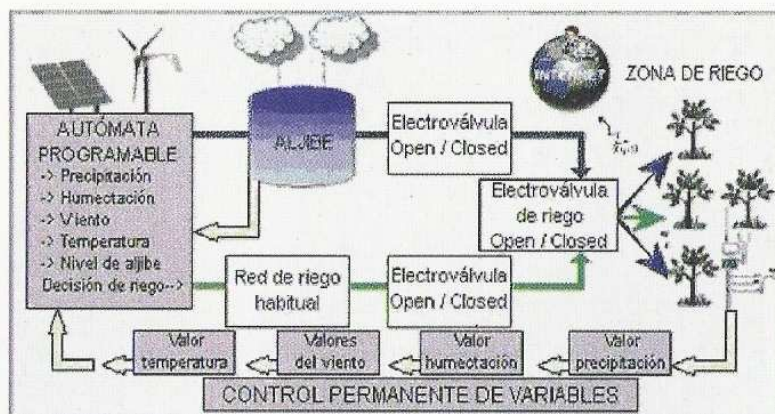 INTERNET
ZONA DE RIEGO
AUTÓMATA
PROGRAMABLE
-> Precipitación
-> Humectación
-> Viento
-> Temperatura
-> Nivel de aljibe
Decisión de riego-->
ALJIBE
Electroválvula
Open / Closed
Electroválvula
de riego
Open / Closed
Red de riego
habitual
Electroválvula
Open / Closed
Valor
temperatura
Valores
del viento
Valor
humectación
Valor
precipitación
CONTROL PERMANENTE DE VARIABLES